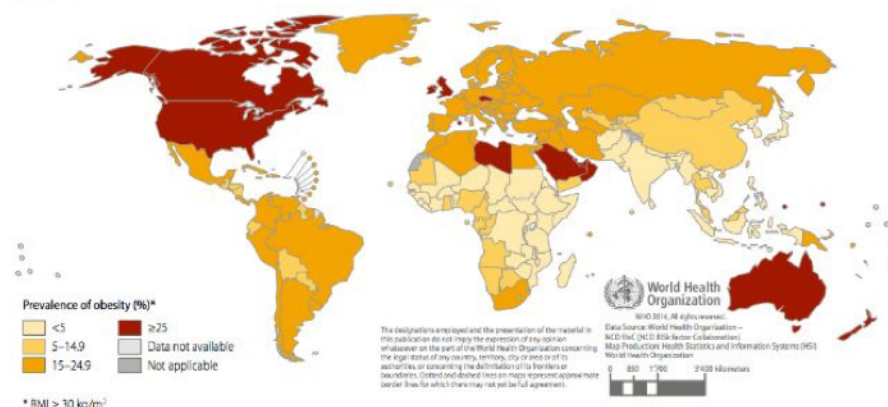 Prevalence of obesity (%)*
<5
5–14.9
15–24.9
≥25
Data not available
Not applicable
* BMI ≥ 30 kg/m²
The designations employed and the presentation of the material in
this publication do not imply the expression of any opinion
whatsoever on the part of the World Health Organization concerning
the legal status of any country, territory, city or area or of its
authorities, or concerning the delimitation of its frontiers or
boundaries. Dotted and dashed lines on maps represent approximate
border lines for which there may not yet be full agreement.
World Health
Organization
WHO 2016, All rights reserved.
Data Source: World Health Organization –
NCD RisC (NCD Risk factor Collaboration)
Map Production: Health Statistics and Information Systems (HSI)
World Health Organization
0 850 1'700 3'400 kilometers